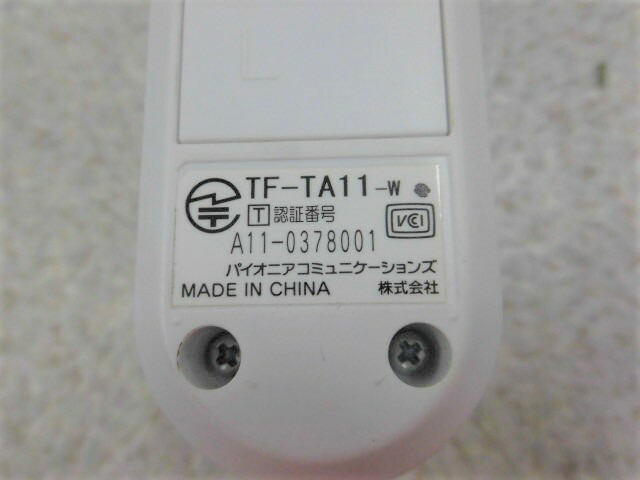 TF-TA11-W
T 認証番号
VCI
A11-0378001
パイオニアコミュニケーションズ
MADE IN CHINA 株式会社